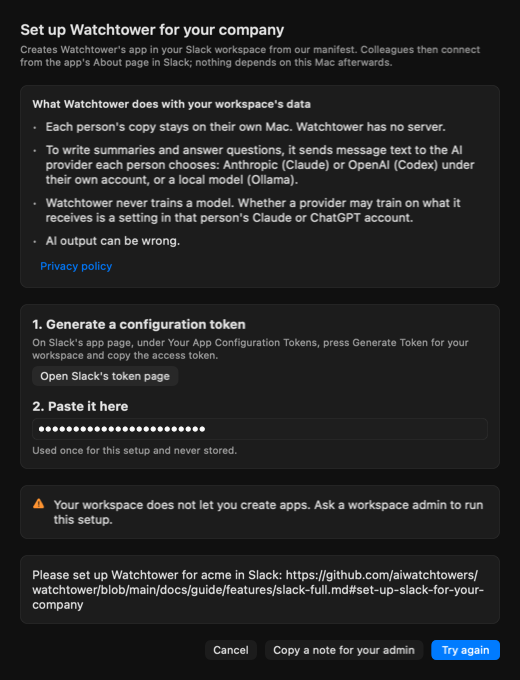 Set up Watchtower for your company
Creates Watchtower's app in your Slack workspace from our manifest. Colleagues then connect
from the app's About page in Slack; nothing depends on this Mac afterwards.
What Watchtower does with your workspace's data
• Each person's copy stays on their own Mac. Watchtower has no server.
• To write summaries and answer questions, it sends message text to the AI
provider each person chooses: Anthropic (Claude) or OpenAI (Codex) under
their own account, or a local model (Ollama).
• Watchtower never trains a model. Whether a provider may train on what it
receives is a setting in that person's Claude or ChatGPT account.
• AI output can be wrong.
Privacy policy
1. Generate a configuration token
On Slack's app page, under Your App Configuration Tokens, press Generate Token for your
workspace and copy the access token.
Open Slack's token page
2. Paste it here
••••••••••••••••••••••••
Used once for this setup and never stored.
Your workspace does not let you create apps. Ask a workspace admin to run
this setup.
Please set up Watchtower for acme in Slack: https://github.com/aiwatchtowers/
watchtower/blob/main/docs/guide/features/slack-full.md#set-up-slack-for-your-
company
Cancel
Copy a note for your admin
Try again